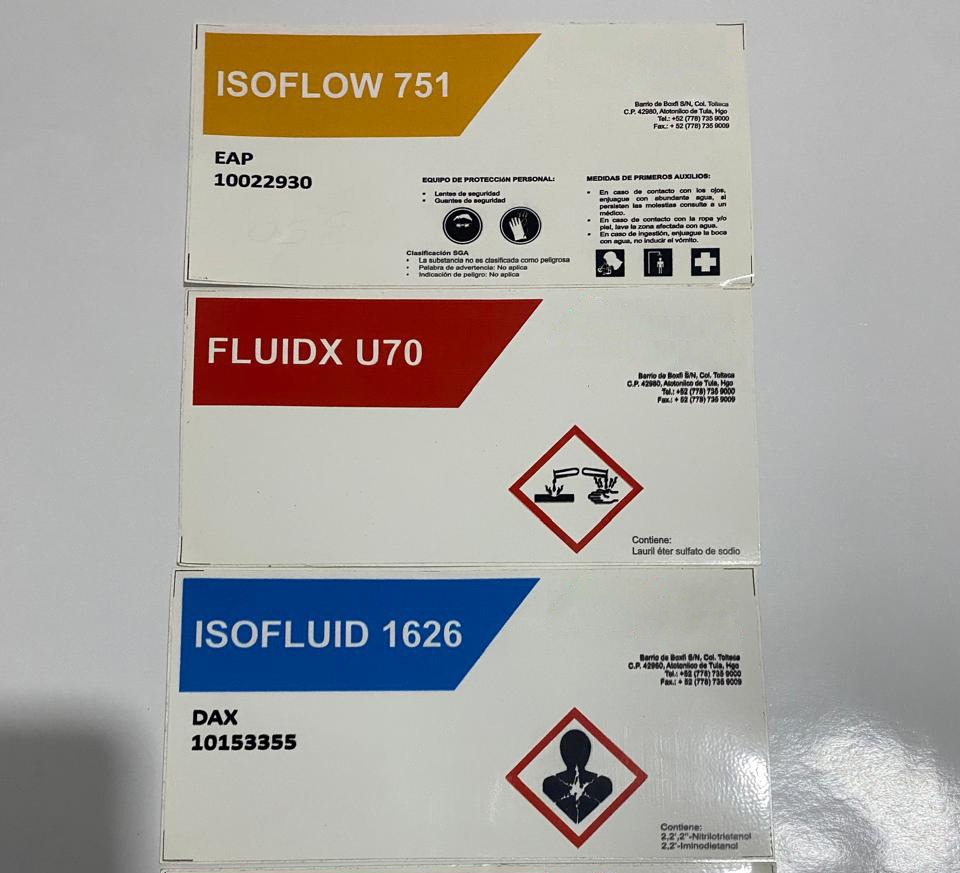 ISOFLOW 751
Barrio de Boxfi S/N, Col. Tolteca
C.P. 42980, Atotonilco de Tula, Hgo
Tel.: +52 (778) 735 9000
Fax.: + 52 (778) 735 9009
EAP
10022930
EQUIPO DE PROTECCIóN PERSONAL:
• Lentes de seguridad
• Guantes de seguridad
Clasificación SGA
• La substancia no es clasificada como peligrosa
• Palabra de advertencia: No aplica
• Indicación de peligro: No aplica
MEDIDAS DE PRIMEROS AUXILIOS:
• En caso de contacto con los ojos,
enjuague con abundante agua, si
persisten las molestias consulte a un
médico.
• En caso de contacto con la ropa y/o
piel, lave la zona afectada con agua.
• En caso de ingestión, enjuague la boca
con agua, no inducir el vómito.
FLUIDX U70
Barrio de Boxfi S/N, Col. Tolteca
C.P. 42980, Atotonilco de Tula, Hgo
Tel.: +52 (778) 735 9000
Fax.: + 52 (778) 735 9009
Contiene:
Lauril éter sulfato de sodio
ISOFLUID 1626
Barrio de Boxfi S/N, Col. Tolteca
C.P. 42980, Atotonilco de Tula, Hgo
Tel.: +52 (778) 735 9000
Fax.: + 52 (778) 735 9009
DAX
10153355
Contiene:
2,2',2''-Nitrilotrietanol
2,2'-Iminodietanol